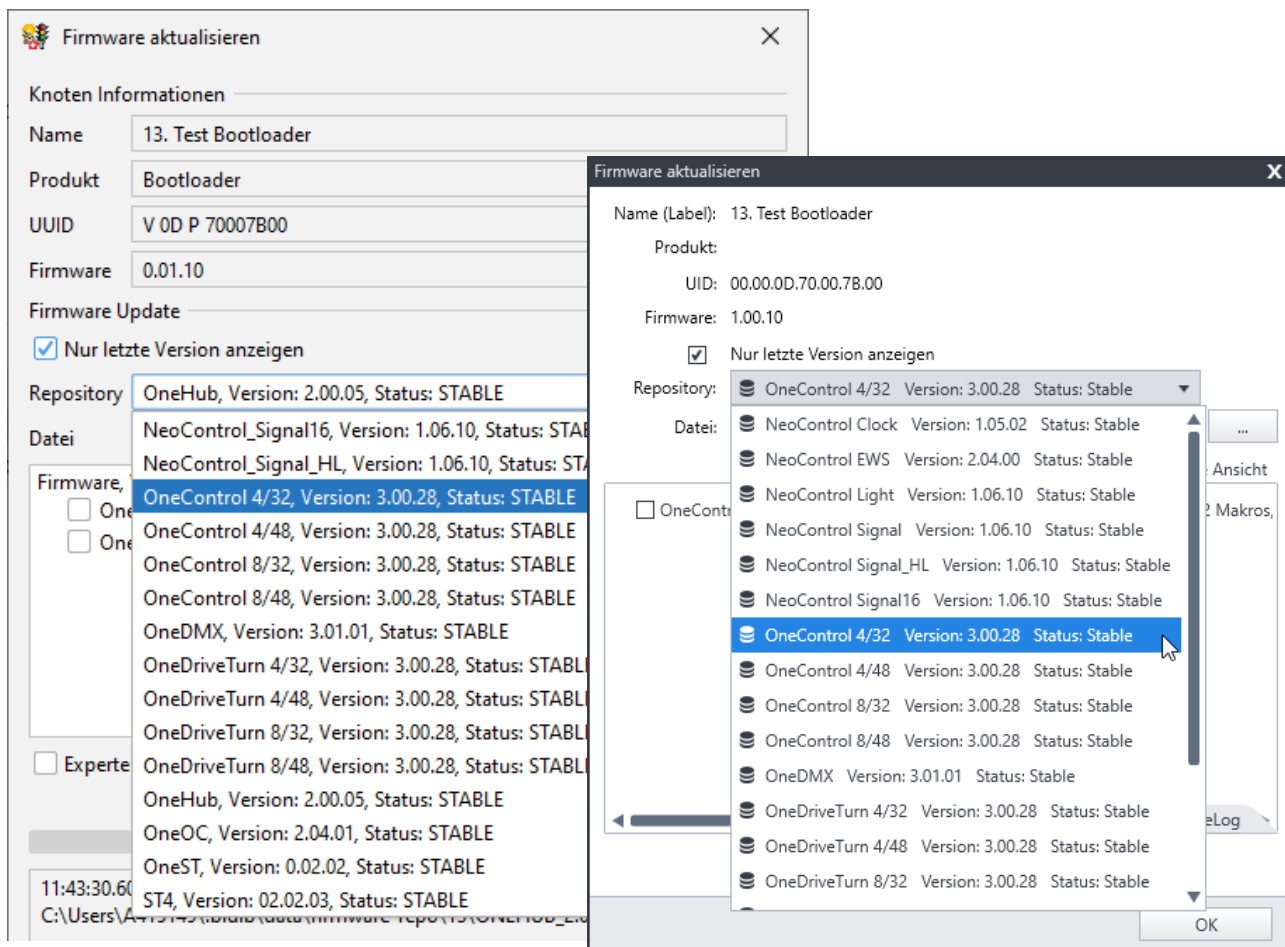 Firmware aktualisieren
Knoten Informationen
Name 13. Test Bootloader
Produkt Bootloader
UUID V 0D P 70007B00
Firmware 0.01.10
Firmware Update
Nur letzte Version anzeigen
Repository OneHub, Version: 2.00.05, Status: STABLE
Datei
NeoControl_Signal16, Version: 1.06.10, Status:
NeoControl_Signal_HL, Version: 1.06.10, Status:
Firmware,
OneControl 4/32, Version: 3.00.28, Status: STABLE
OneControl 4/48, Version: 3.00.28, Status: STABLE
OneControl 8/32, Version: 3.00.28, Status: STABLE
OneControl 8/48, Version: 3.00.28, Status: STABLE
OneDMX, Version: 3.01.01, Status: STABLE
OneDriveTurn 4/32, Version: 3.00.28, Status:
OneDriveTurn 4/48, Version: 3.00.28, Status:
OneDriveTurn 8/32, Version: 3.00.28, Status:
OneDriveTurn 8/48, Version: 3.00.28, Status:
Experte
OneHub, Version: 2.00.05, Status: STABLE
OneOC, Version: 2.04.01, Status: STABLE
OneST, Version: 0.02.02, Status: STABLE
ST4, Version: 02.02.03, Status: STABLE
11:43:30.60
Firmware aktualisieren X
Name (Label): 13. Test Bootloader
Produkt:
UID: 00.00.0D.70.00.7B.00
Firmware: 1.00.10
Nur letzte Version anzeigen
Repository: OneControl 4/32 Version: 3.00.28 Status: Stable
Datei: ...
Ansicht
2 Makros,
NeoControl Clock Version: 1.05.02 Status: Stable
NeoControl EWS Version: 2.04.00 Status: Stable
NeoControl Light Version: 1.06.10 Status: Stable
NeoControl Signal Version: 1.06.10 Status: Stable
NeoControl Signal_HL Version: 1.06.10 Status: Stable
NeoControl Signal16 Version: 1.06.10 Status: Stable
OneControl 4/32 Version: 3.00.28 Status: Stable
OneControl 4/48 Version: 3.00.28 Status: Stable
OneControl 8/32 Version: 3.00.28 Status: Stable
OneControl 8/48 Version: 3.00.28 Status: Stable
OneDMX Version: 3.01.01 Status: Stable
OneDriveTurn 4/32 Version: 3.00.28 Status: Stable
OneDriveTurn 4/48 Version: 3.00.28 Status: Stable
OneDriveTurn 8/32 Version: 3.00.28 Status: Stable
eLog
OK